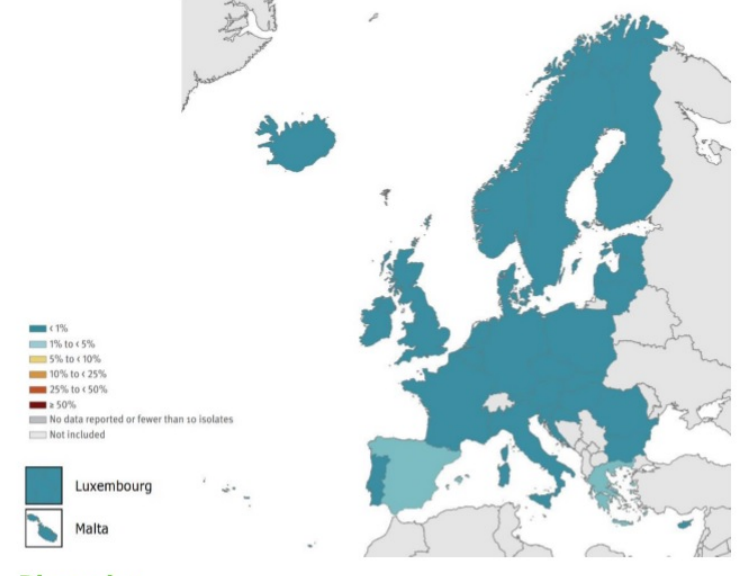 < 1%
1% to < 5%
5% to < 10%
10% to < 25%
25% to < 50%
≥ 50%
No data reported or fewer than 10 isolates
Not included
Luxembourg
Malta